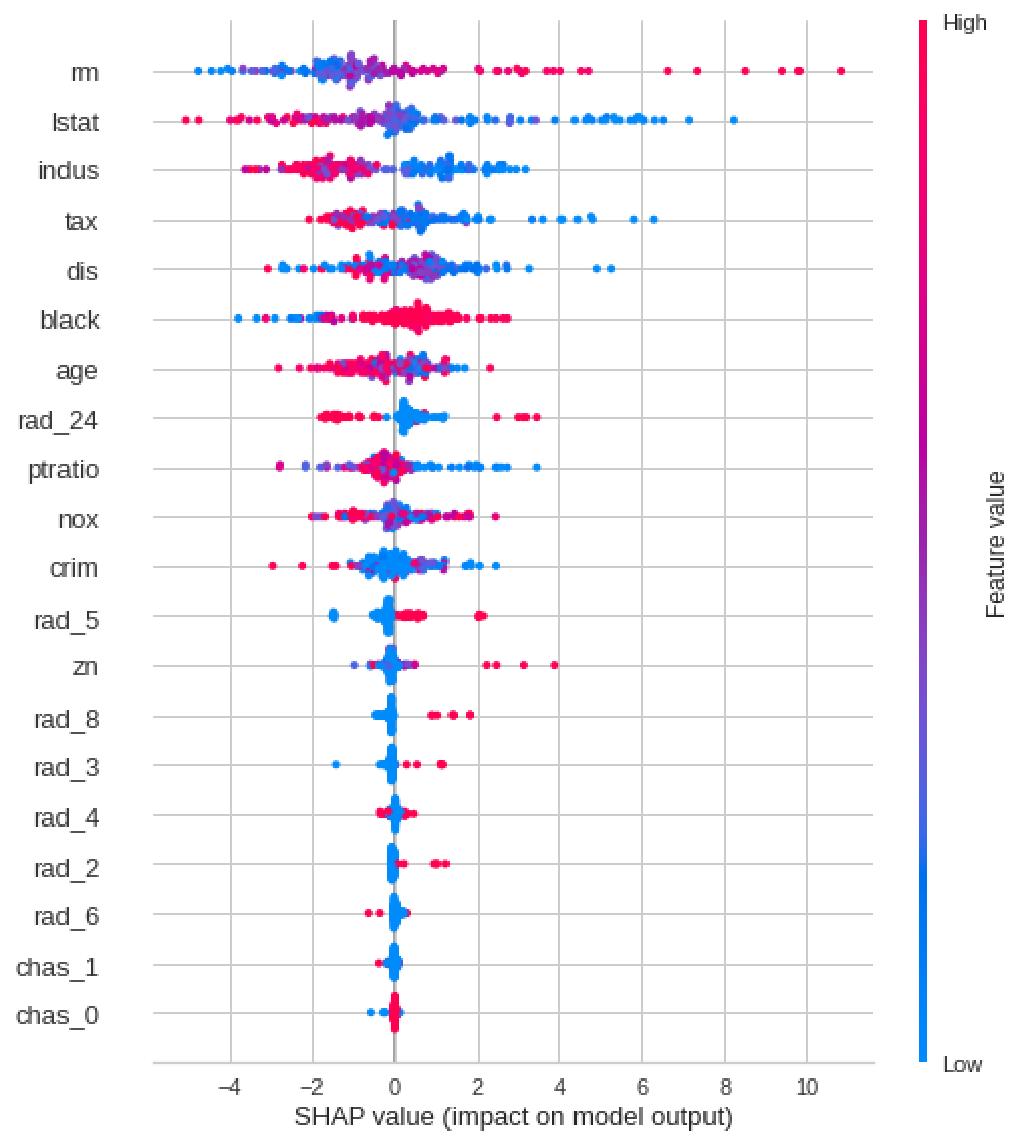 High
rm
lstat
indus
tax
dis
black
age
rad_24
ptratio
nox
crim
rad_5
zn
rad_8
rad_3
rad_4
rad_2
rad_6
chas_1
chas_0
Feature value
Low
−4 −2 0 2 4 6 8 10
SHAP value (impact on model output)